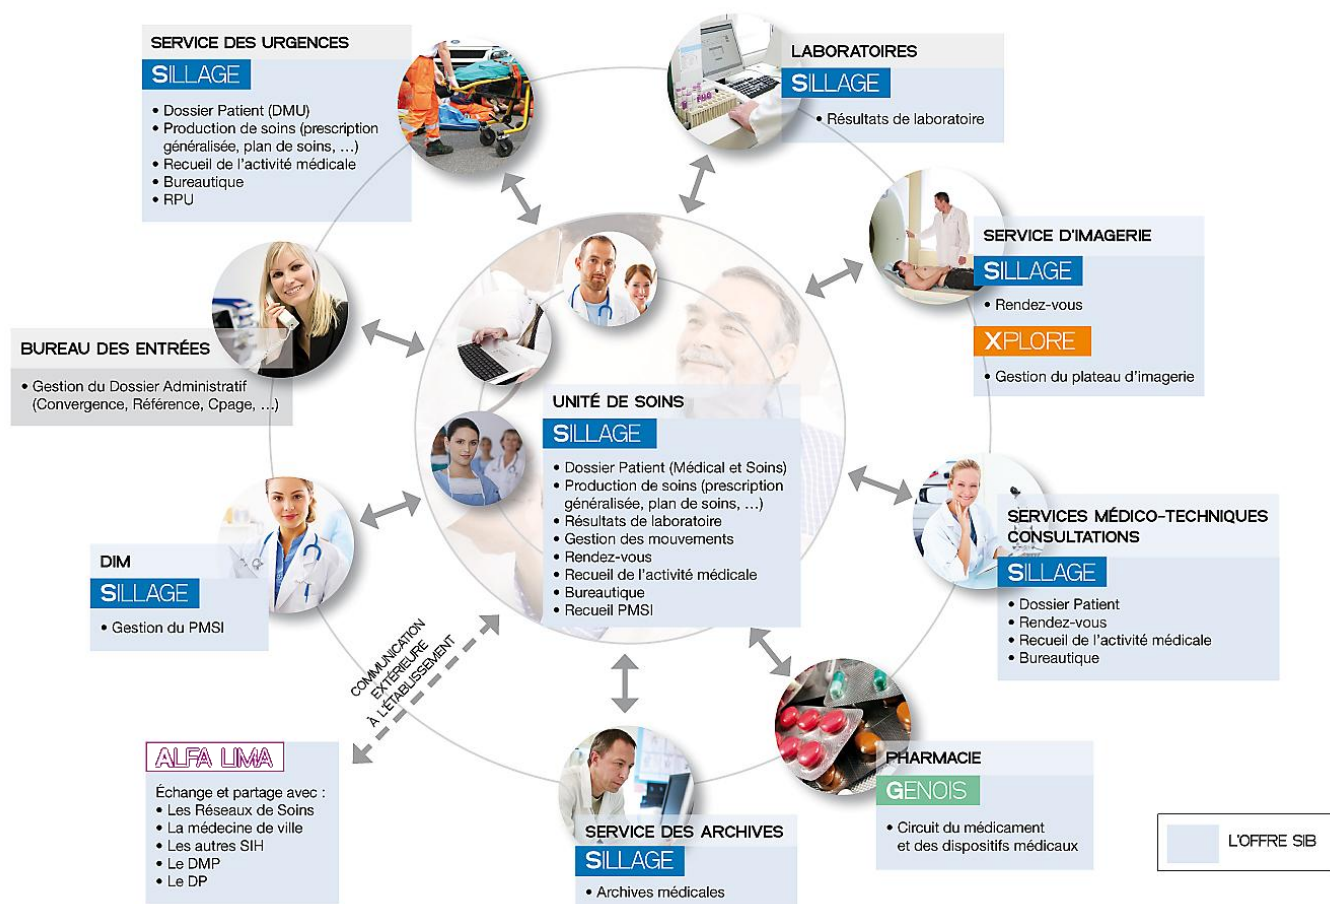 SERVICE DES URGENCES
SILLAGE
• Dossier Patient (DMU)
• Production de soins (prescription
généralisée, plan de soins, ...)
• Recueil de l'activité médicale
• Bureautique
• RPU
LABORATOIRES
SILLAGE
• Résultats de laboratoire
SERVICE D'IMAGERIE
SILLAGE
• Rendez-vous
XPLORE
• Gestion du plateau d'imagerie
BUREAU DES ENTRÉES
• Gestion du Dossier Administratif
(Convergence, Référence, Cpage, ...)
UNITÉ DE SOINS
SILLAGE
• Dossier Patient (Médical et Soins)
• Production de soins (prescription
généralisée, plan de soins, ...)
• Résultats de laboratoire
• Gestion des mouvements
• Rendez-vous
• Recueil de l'activité médicale
• Bureautique
• Recueil PMSI
SERVICES MÉDICO-TECHNIQUES
CONSULTATIONS
SILLAGE
• Dossier Patient
• Rendez-vous
• Recueil de l'activité médicale
• Bureautique
DIM
SILLAGE
• Gestion du PMSI
COMMUNICATION
EXTÉRIEURE
À L'ÉTABLISSEMENT
ALFA LIMA
Échange et partage avec :
• Les Réseaux de Soins
• La médecine de ville
• Les autres SIH
• Le DMP
• Le DP
SERVICE DES ARCHIVES
SILLAGE
• Archives médicales
PHARMACIE
GENOIS
• Circuit du médicament
et des dispositifs médicaux
L'OFFRE SIB